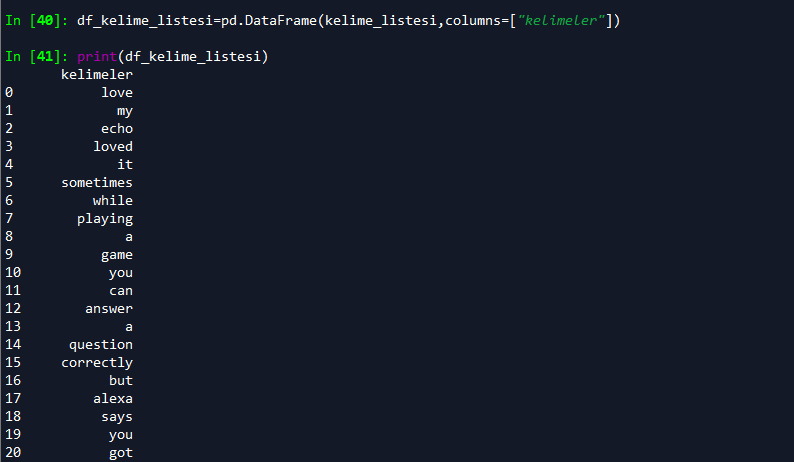 In [40]: df_kelime_listesi=pd.DataFrame(kelime_listesi,columns=["kelimeler"])
In [41]: print(df_kelime_listesi)
kelimeler
0 love
1 my
2 echo
3 loved
4 it
5 sometimes
6 while
7 playing
8 a
9 game
10 you
11 can
12 answer
13 a
14 question
15 correctly
16 but
17 alexa
18 says
19 you
20 got